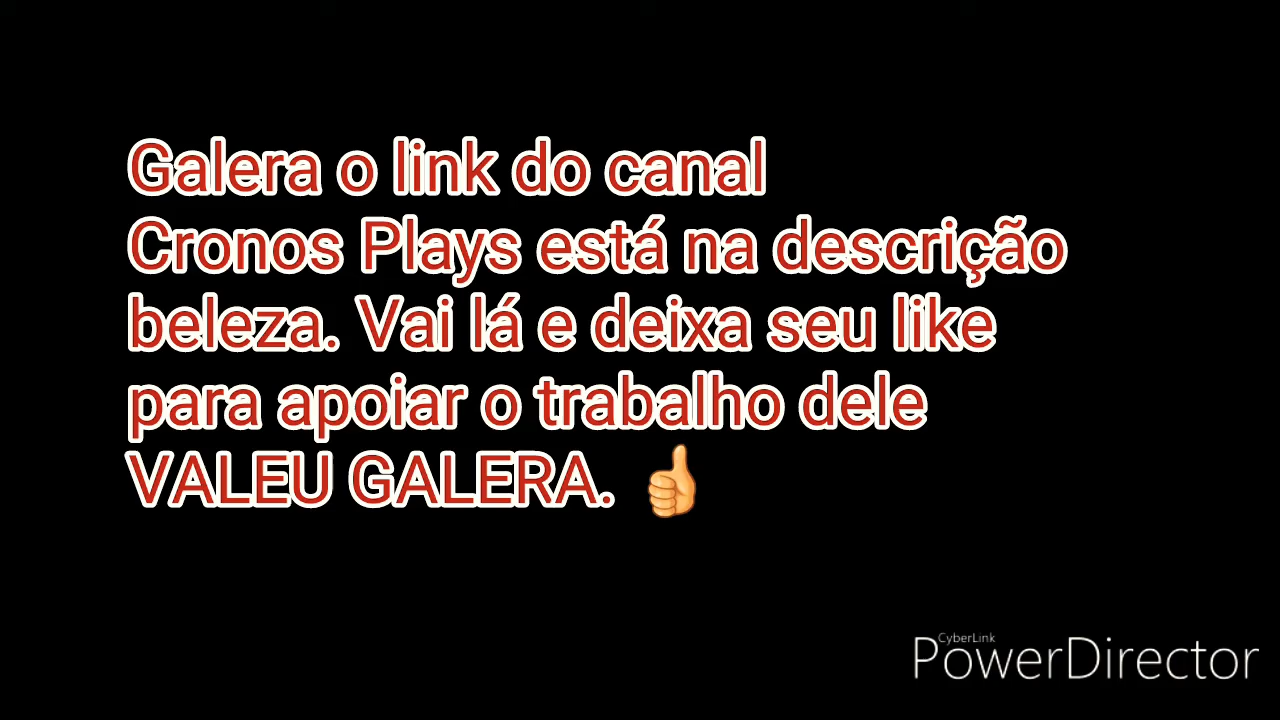 Galera o link do canal
Cronos Plays está na descrição
beleza. Vai lá e deixa seu like
para apoiar o trabalho dele
VALEU GALERA. 👍
CyberLink
PowerDirector